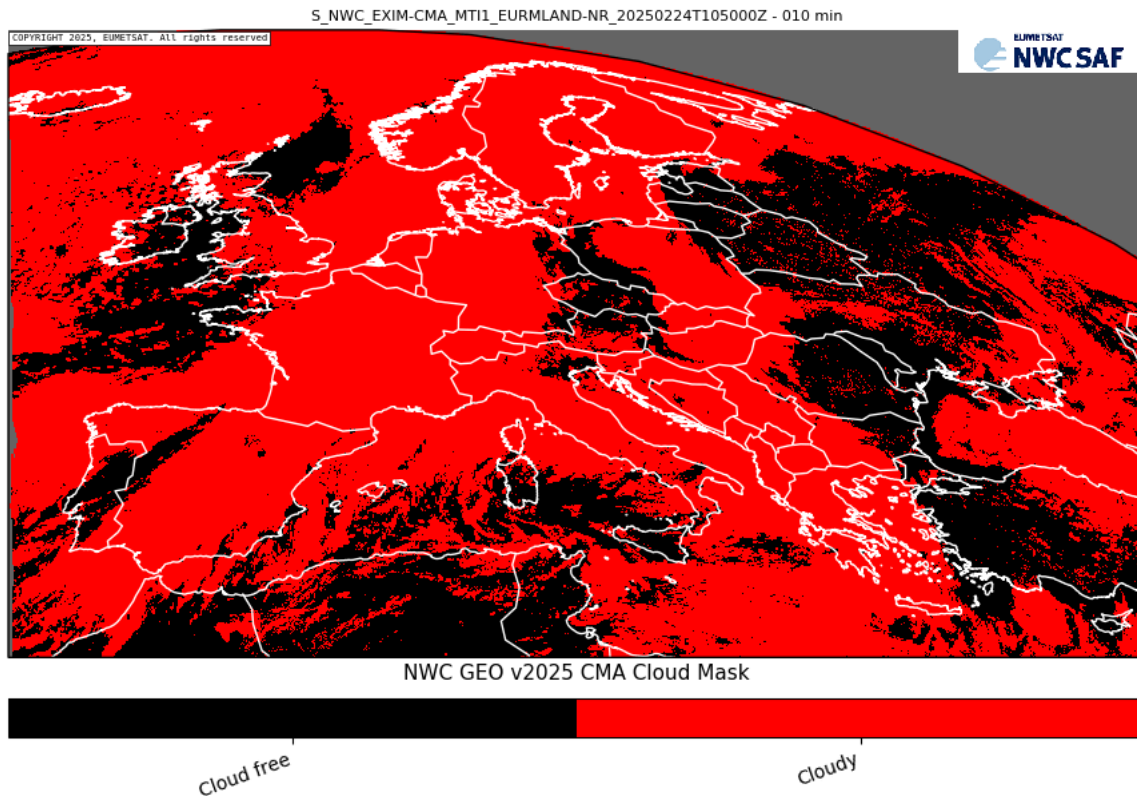 S_NWC_EXIM-CMA_MTI1_EURMLAND-NR_20250224T105000Z - 010 min
COPYRIGHT 2025, EUMETSAT. All rights reserved
EUMETSAT
NWC SAF
NWC GEO v2025 CMA Cloud Mask
Cloud free
Cloudy